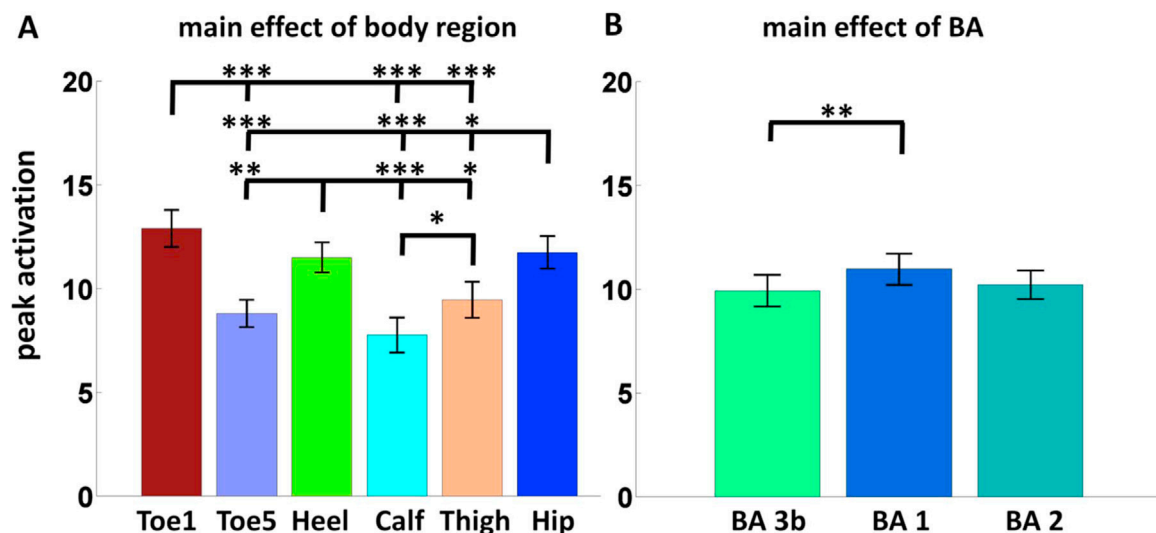 A main effect of body region
*** *** ***
*** *** *
** *** *
*
20
15
10
5
0
peak activation
Toe1 Toe5 Heel Calf Thigh Hip
B main effect of BA
**
20
15
10
5
0
BA 3b BA 1 BA 2